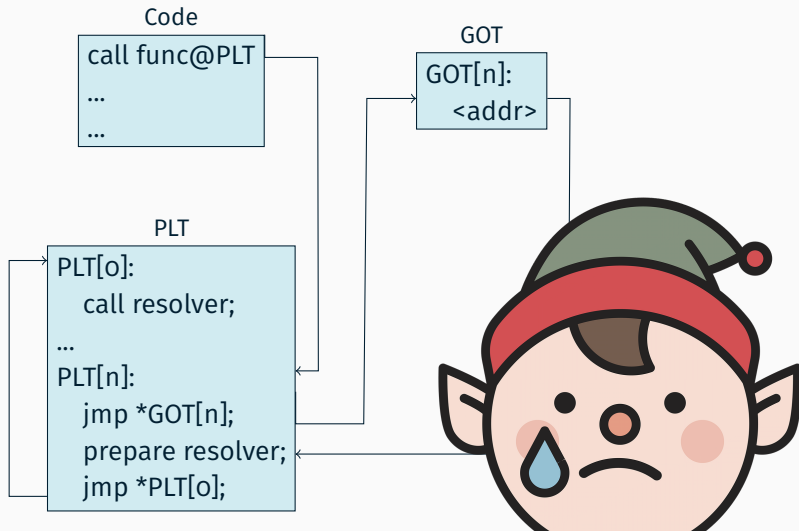 Code
call func@PLT
...
...
GOT
GOT[n]:
<addr>
PLT
PLT[0]:
call resolver;
...
PLT[n]:
jmp *GOT[n];
prepare resolver;
jmp *PLT[0];